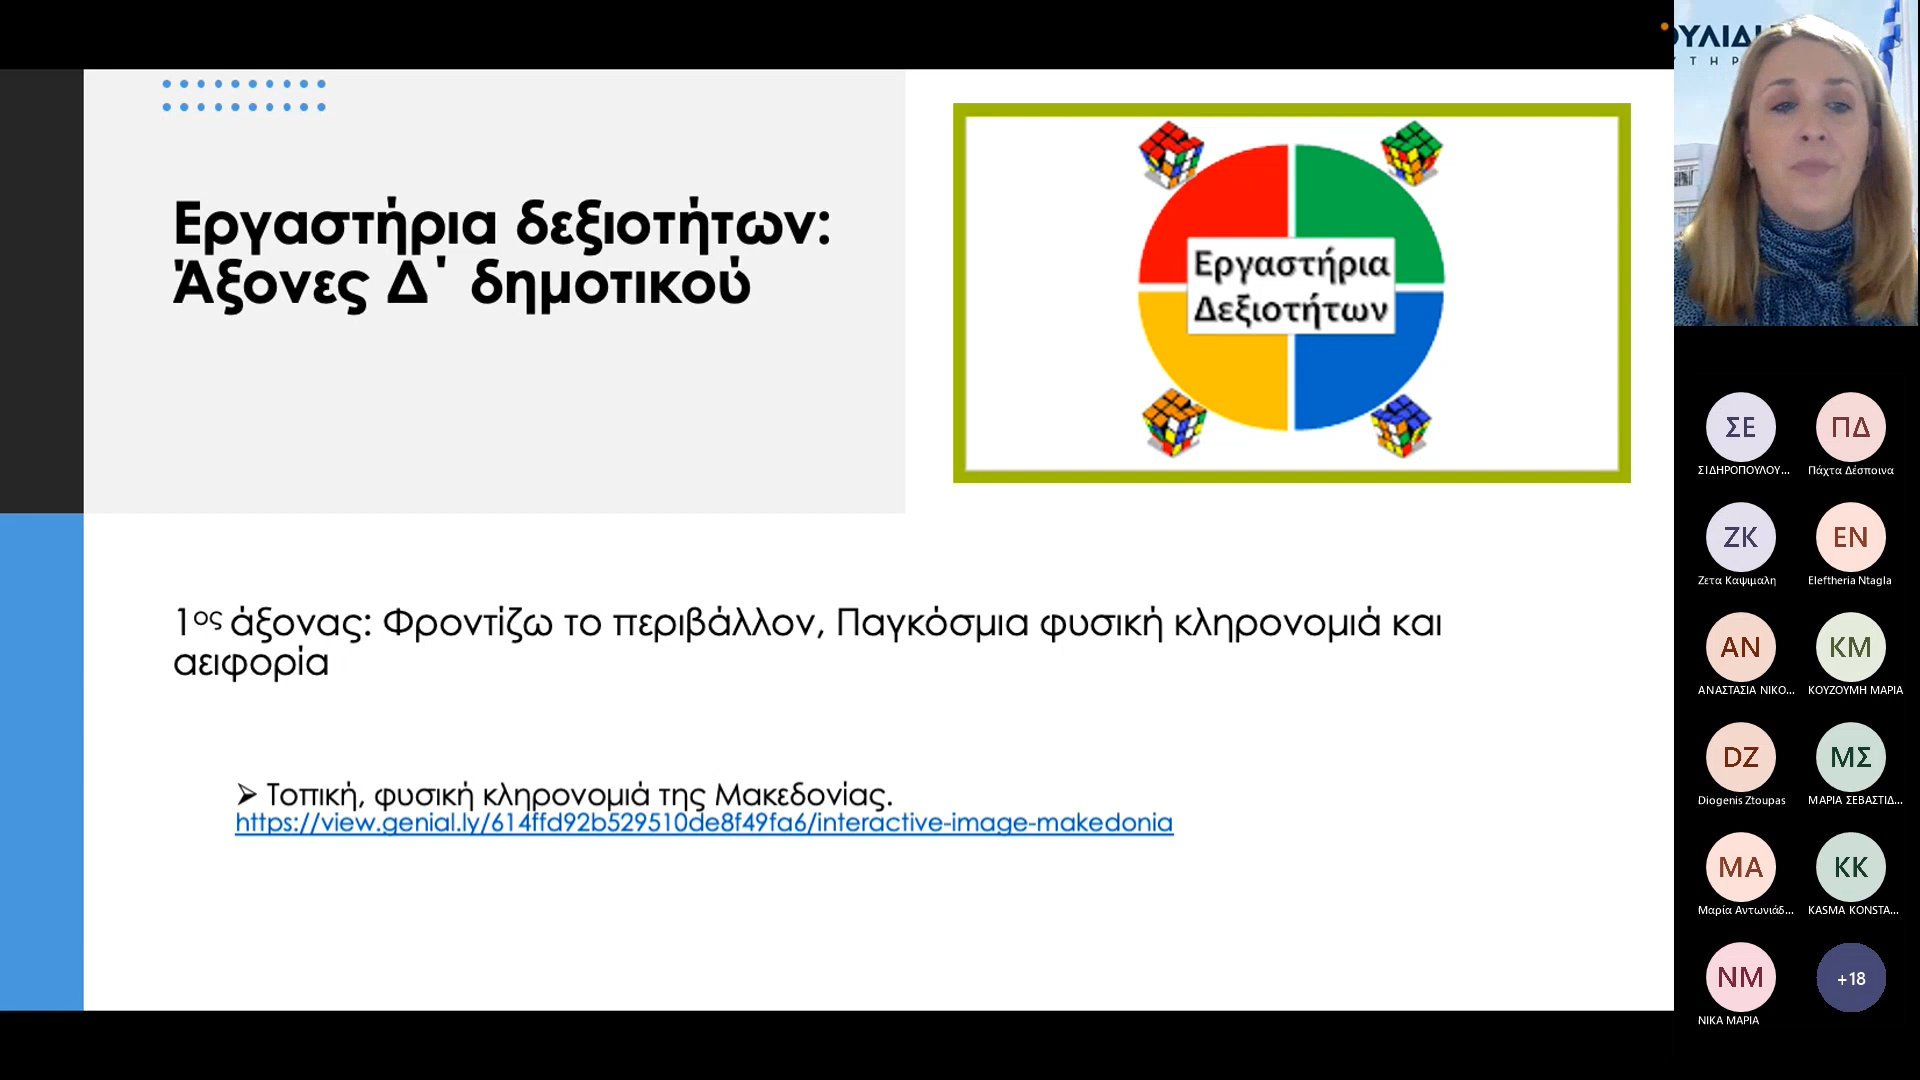 Εργαστήρια δεξιοτήτων:
Άξονες Δ΄ δημοτικού
Εργαστήρια
Δεξιοτήτων
1ος άξονας: Φροντίζω το περιβάλλον, Παγκόσμια φυσική κληρονομιά και
αειφορία
➢ Τοπική, φυσική κληρονομιά της Μακεδονίας.
https://view.genial.ly/614ffd92b529510de8f49fa6/interactive-image-makedonia
ΣΕ ΠΔ
ΣΙΔΗΡΟΠΟΥΛΟΥ... Πάχτα Δέσποινα
ΖΚ EN
Ζετα Καψιμαλη Eleftheria Ntagla
ΑΝ ΚΜ
ΑΝΑΣΤΑΣΙΑ ΝΙΚΟ... ΚΟΥΖΟΥΜΗ ΜΑΡΙΑ
DZ ΜΣ
Diogenis Ztoupas ΜΑΡΙΑ ΣΕΒΑΣΤΙΔ...
ΜΑ KK
Μαρία Αντωνιάδ... KASMA KONSTA...
ΝΜ +18
ΝΙΚΑ ΜΑΡΙΑ